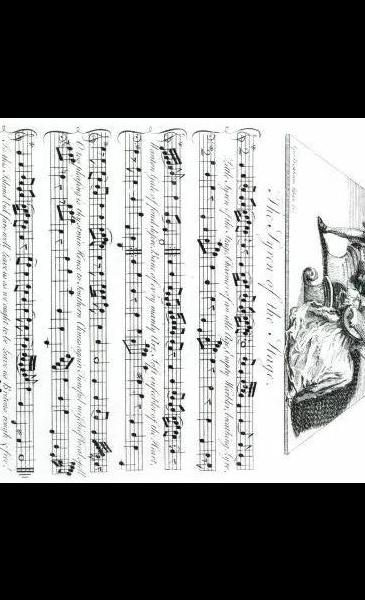 The Syren of the Stage.
Little Syren of the Stage Charmer of an idle Age, empty Warbler, breathing Lyre,
Wanton Gale of fond desire Bane of every manly Art, Sweet enfeebler of the Heart,
O! too pleasing is thy strain Hence to Southern Climes again tuneful mischief vocal spell
To this Island bid farewell leave us as we ought to be leave the Britons rough & free.